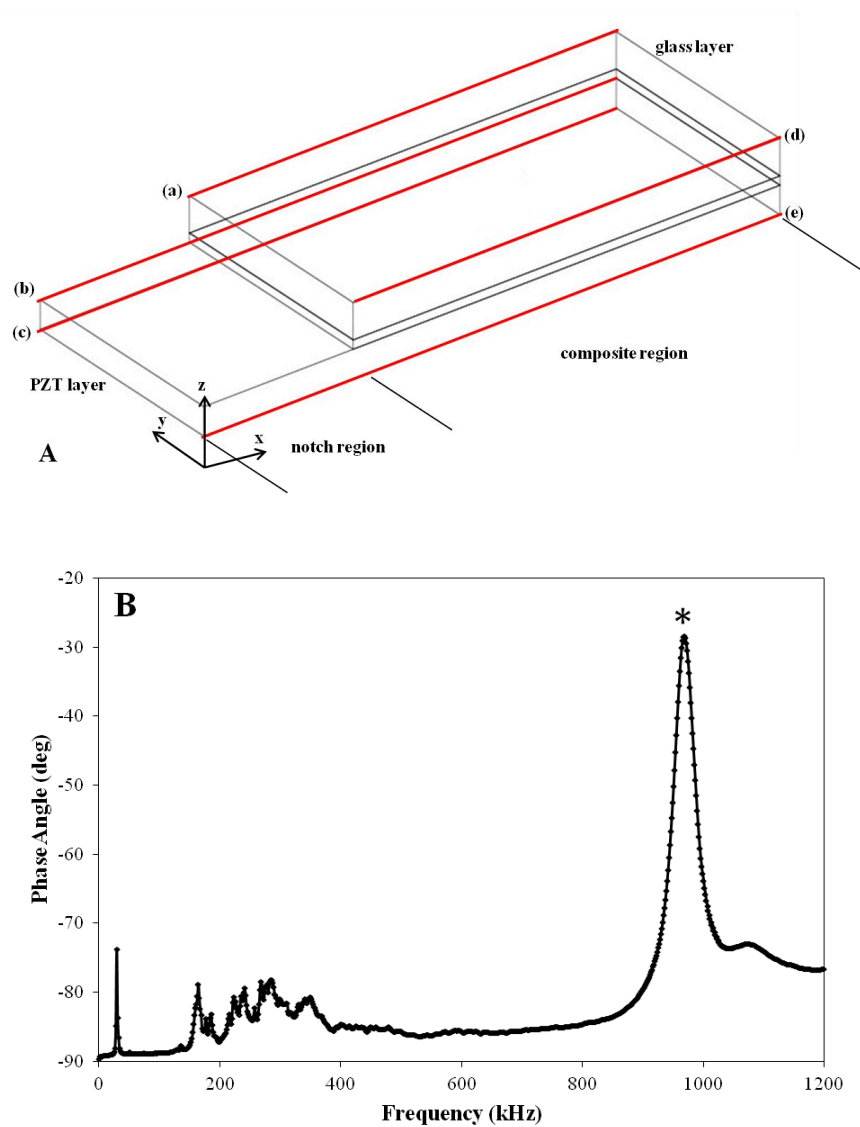 glass layer
(a)
(d)
(e)
(b)
(c)
composite region
PZT layer
z
y
x
A
notch region
B
*
-20
-30
-40
-50
-60
-70
-80
-90
Phase Angle (deg)
0
200
400
600
800
1000
1200
Frequency (kHz)